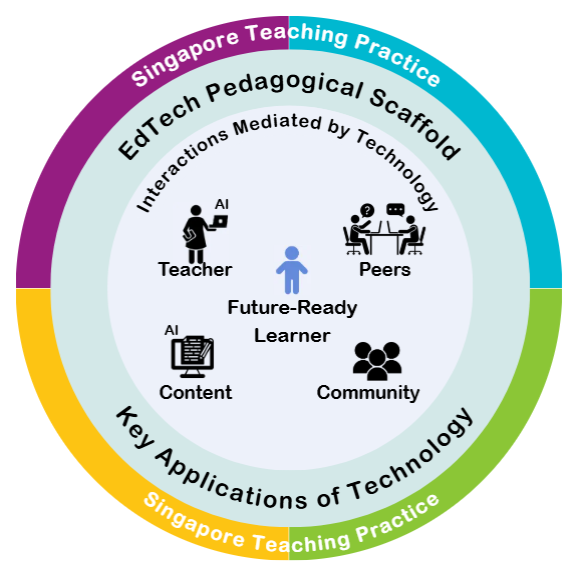 Singapore Teaching Practice
EdTech Pedagogical Scaffold
Interactions Mediated by Technology
AI
Teacher
?
Peers
Future-Ready
Learner
AI
Content
Community
Key Applications of Technology
Singapore Teaching Practice